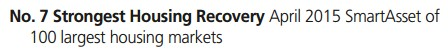 No. 7 Strongest Housing Recovery April 2015 SmartAsset of
100 largest housing markets